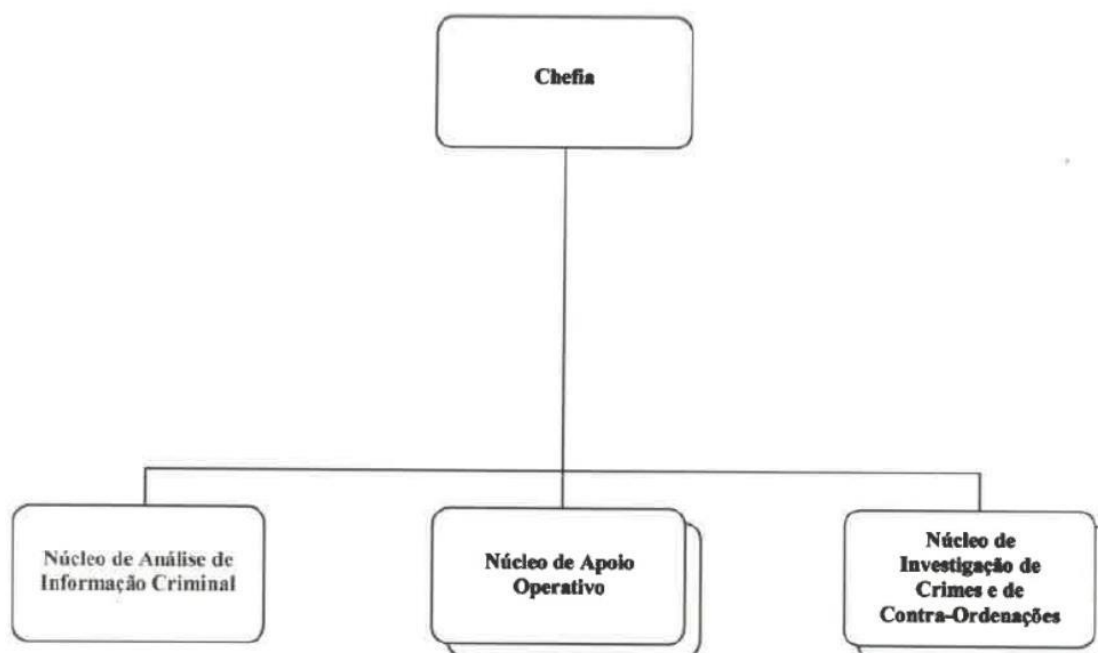 Chefia
Núcleo de Análise de
Informação Criminal
Núcleo de Apoio
Operativo
Núcleo de
Investigação de
Crimes e de
Contra-Ordenações